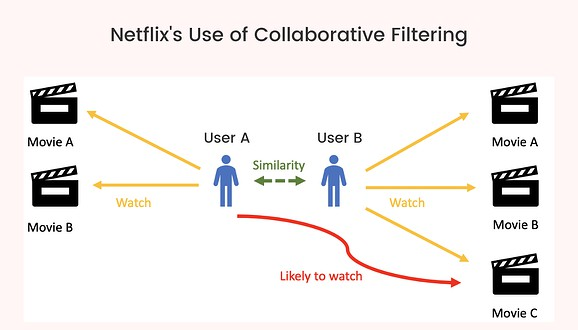 Netflix's Use of Collaborative Filtering
Movie A
Movie B
User A
User B
Similarity
Watch
Watch
Likely to watch
Movie A
Movie B
Movie C